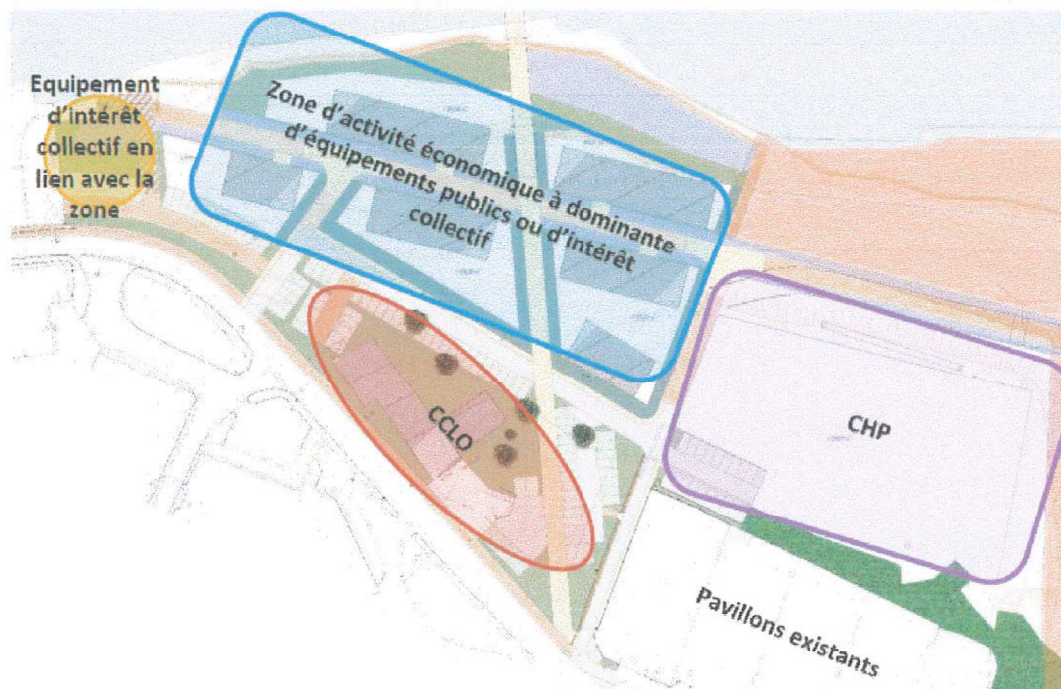 Equipement
d'intérêt
collectif en
lien avec la
zone
Zone d'activité économique à dominante
d'équipements publics ou d'intérêt
collectif
CCLO
CHP
Pavillons existants